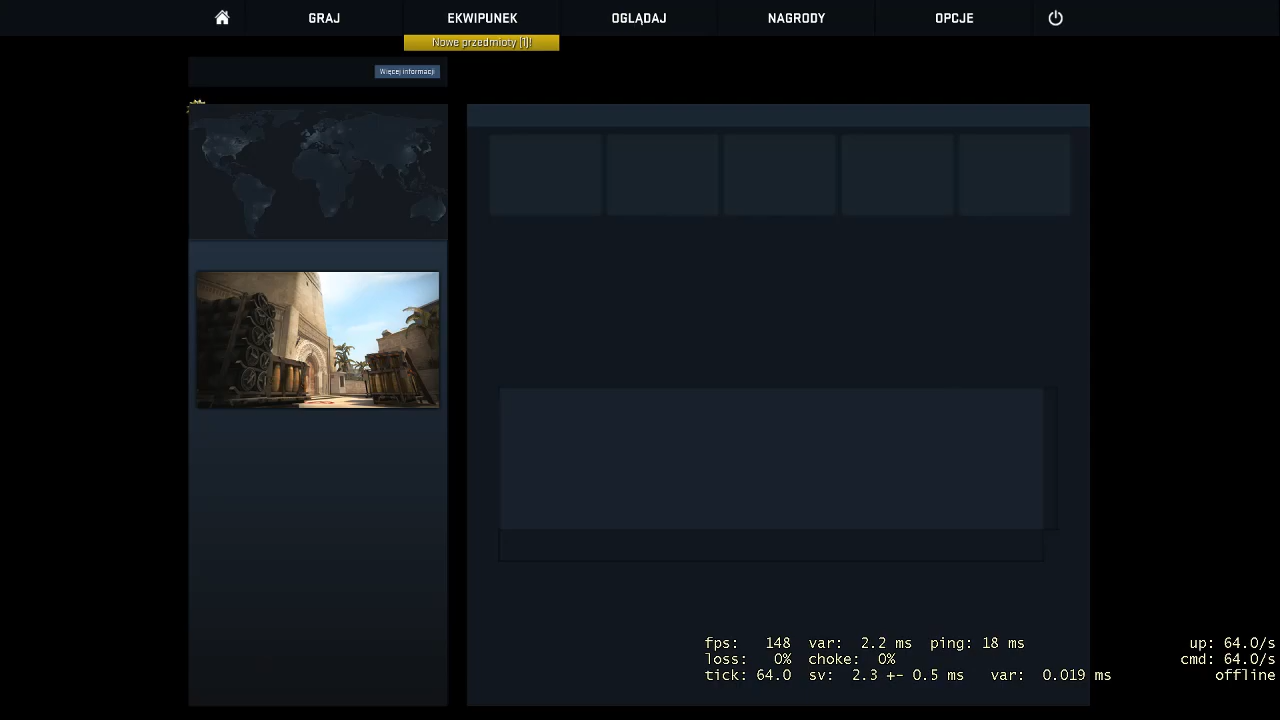 GRAJ EKWIPUNEK OGLĄDAJ NAGRODY OPCJE
Nowe przedmioty [1]!
Więcej informacji
fps: 148 var: 2.2 ms ping: 18 ms up: 64.0/s
loss: 0% choke: 0% cmd: 64.0/s
tick: 64.0 sv: 2.3 +- 0.5 ms var: 0.019 ms offline